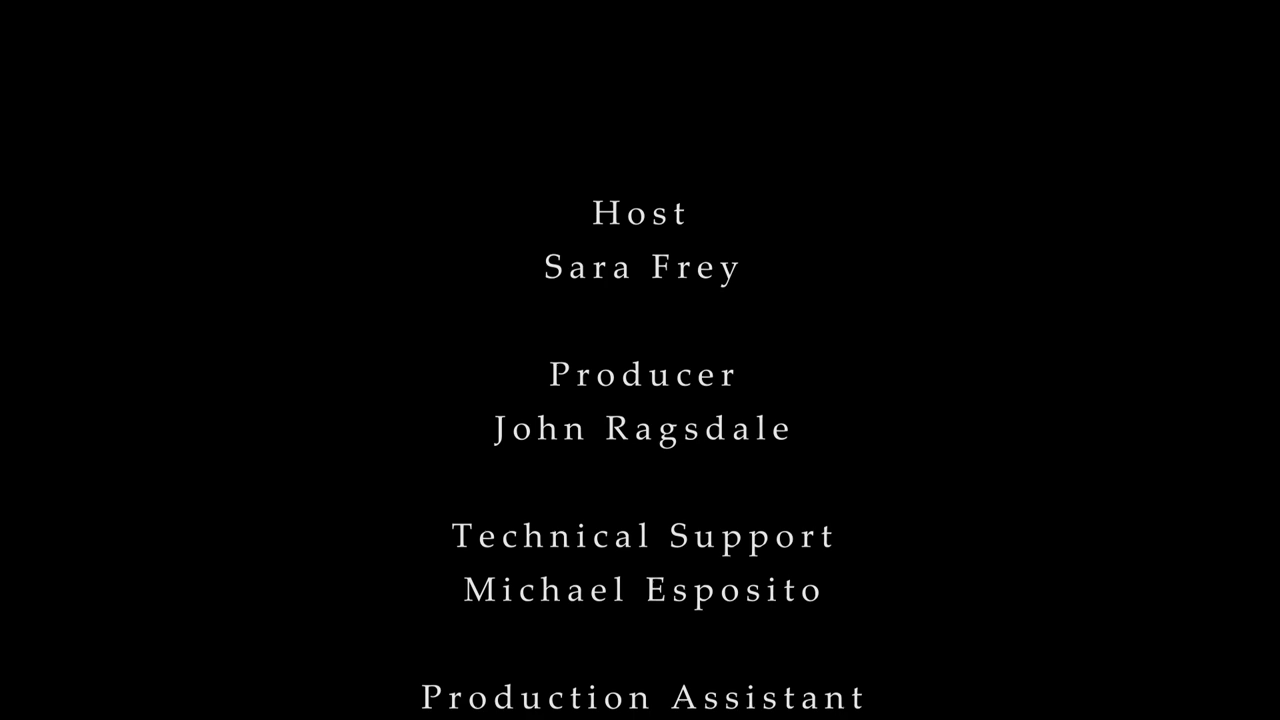 Host
Sara Frey
Producer
John Ragsdale
Technical Support
Michael Esposito
Production Assistant